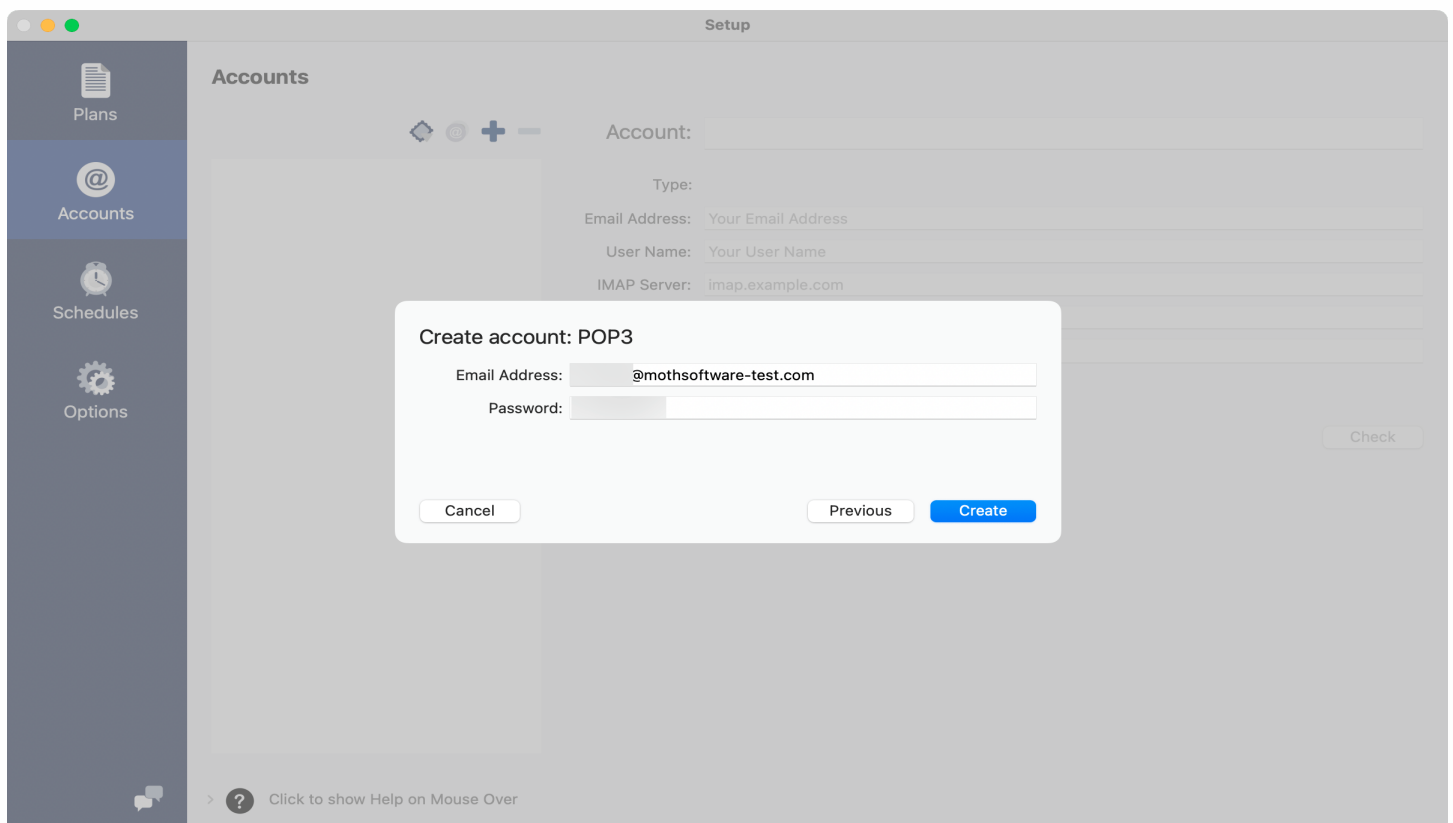 Setup
Plans
Accounts
Schedules
Options
Accounts
Account:
Type:
Email Address: Your Email Address
User Name: Your User Name
IMAP Server: imap.example.com
Check
Create account: POP3
Email Address: @mothsoftware-test.com
Password:
Cancel Previous Create
? Click to show Help on Mouse Over